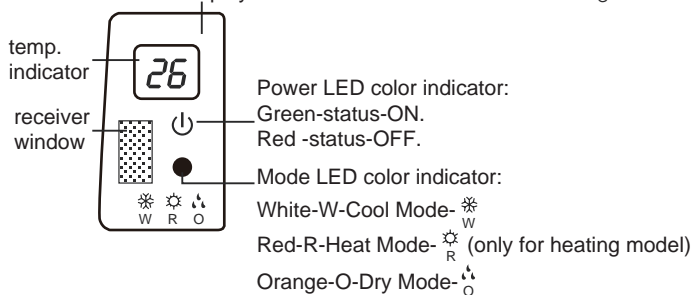 temp.
indicator
26
receiver
window
W R O
Power LED color indicator:
Green-status-ON.
Red -status-OFF.
Mode LED color indicator:
White-W-Cool Mode- W
Red-R-Heat Mode- R (only for heating model)
Orange-O-Dry Mode- O